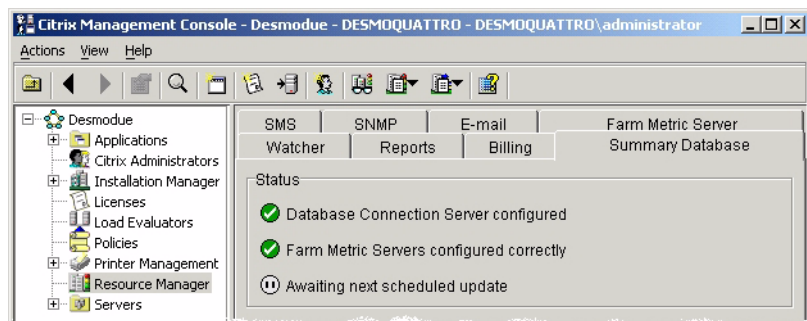 Citrix Management Console - Desmodue - DESMOQUATTRO - DESMOQUATTRO\administrator
Actions View Help
Desmodue
Applications
Citrix Administrators
Installation Manager
Licenses
Load Evaluators
Policies
Printer Management
Resource Manager
Servers
SMS SNMP E-mail Farm Metric Server
Watcher Reports Billing Summary Database
Status
Database Connection Server configured
Farm Metric Servers configured correctly
Awaiting next scheduled update